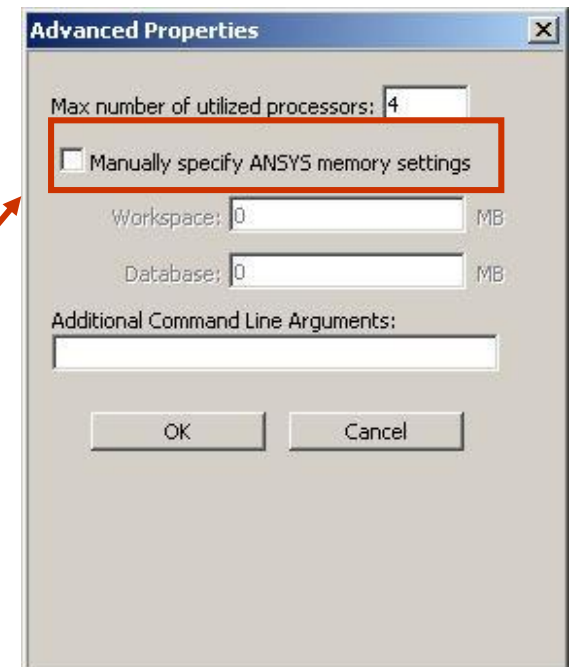 Advanced Properties
Max number of utilized processors: 4
Manually specify ANSYS memory settings
Workspace: 0 MB
Database: 0 MB
Additional Command Line Arguments:
OK Cancel